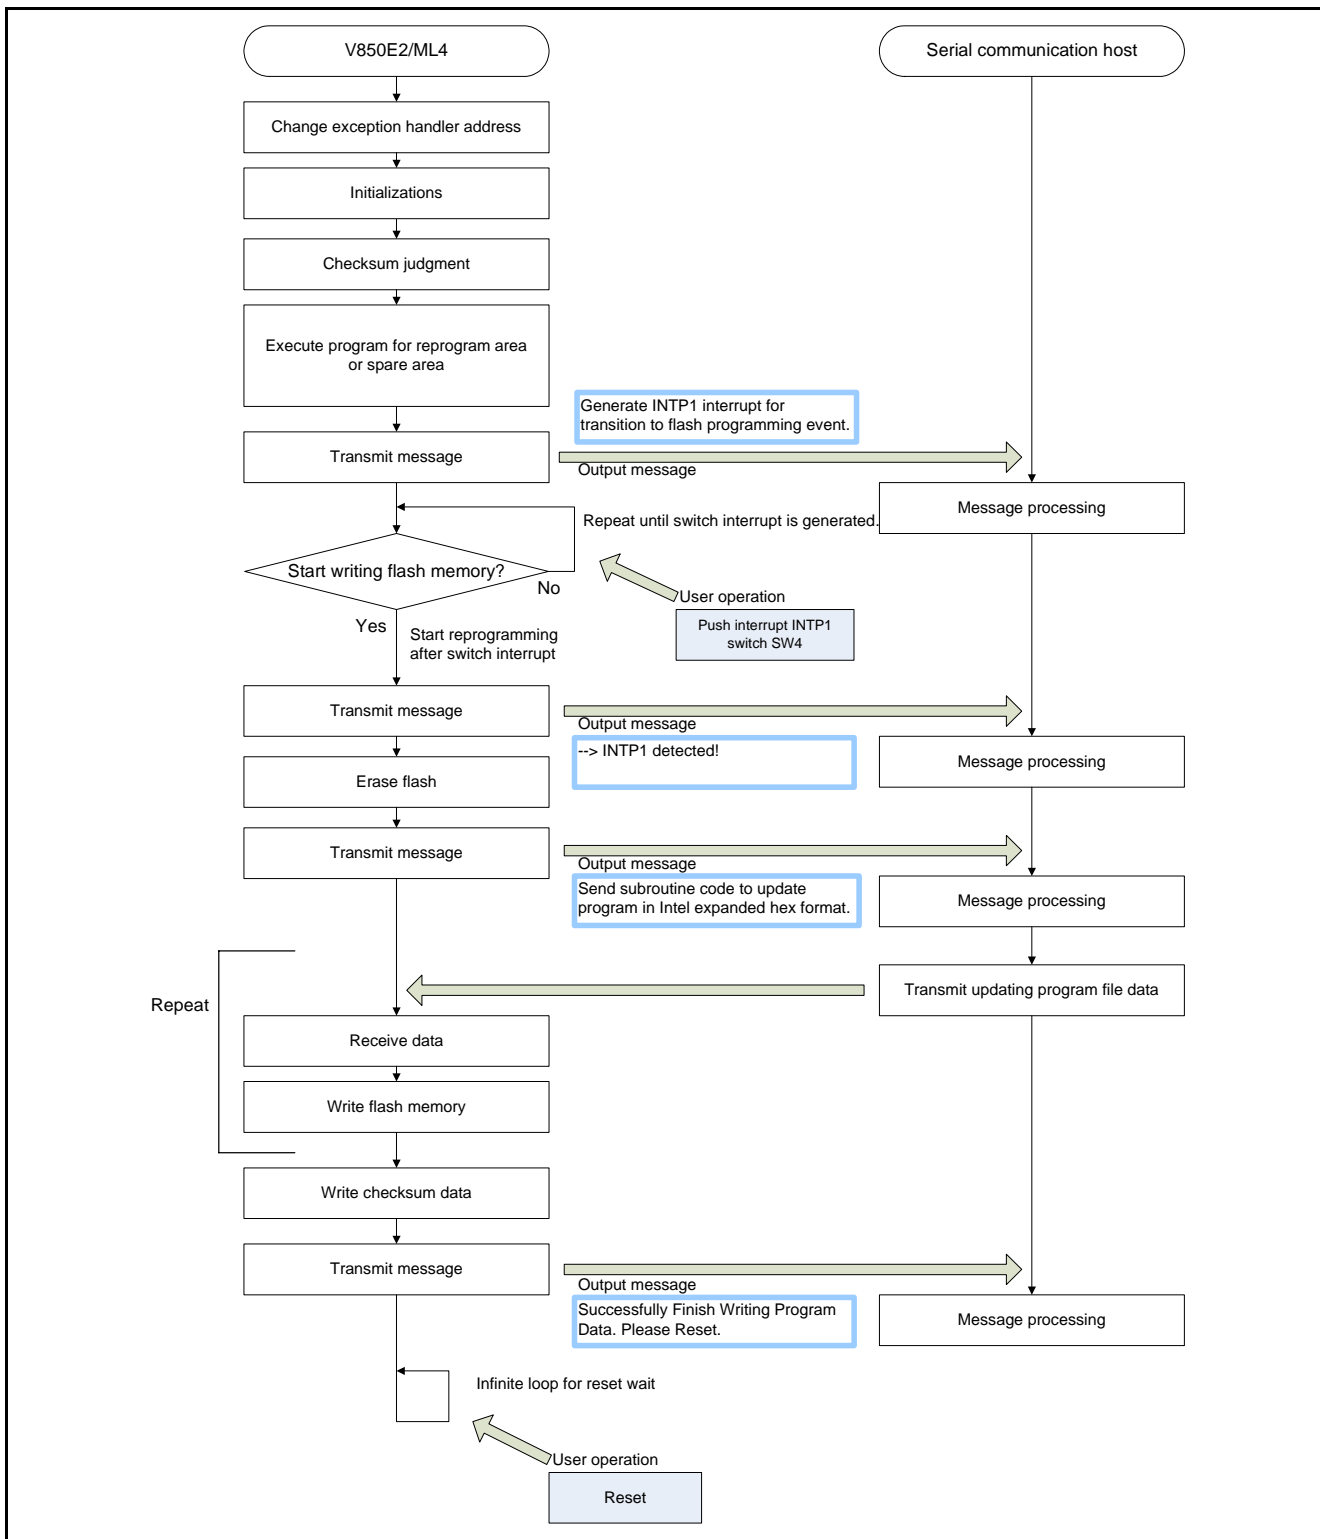 V850E2/ML4
Serial communication host
Change exception handler address
Initializations
Checksum judgment
Execute program for reprogram area
or spare area
Generate INTP1 interrupt for
transition to flash programming event.
Transmit message
Output message
Message processing
Repeat until switch interrupt is generated.
Start writing flash memory?
No
User operation
Push interrupt INTP1
switch SW4
Yes
Start reprogramming
after switch interrupt
Transmit message
Output message
--> INTP1 detected!
Message processing
Erase flash
Transmit message
Output message
Send subroutine code to update
program in Intel expanded hex format.
Message processing
Transmit updating program file data
Repeat
Receive data
Write flash memory
Write checksum data
Transmit message
Output message
Successfully Finish Writing Program
Data. Please Reset.
Message processing
Infinite loop for reset wait
User operation
Reset